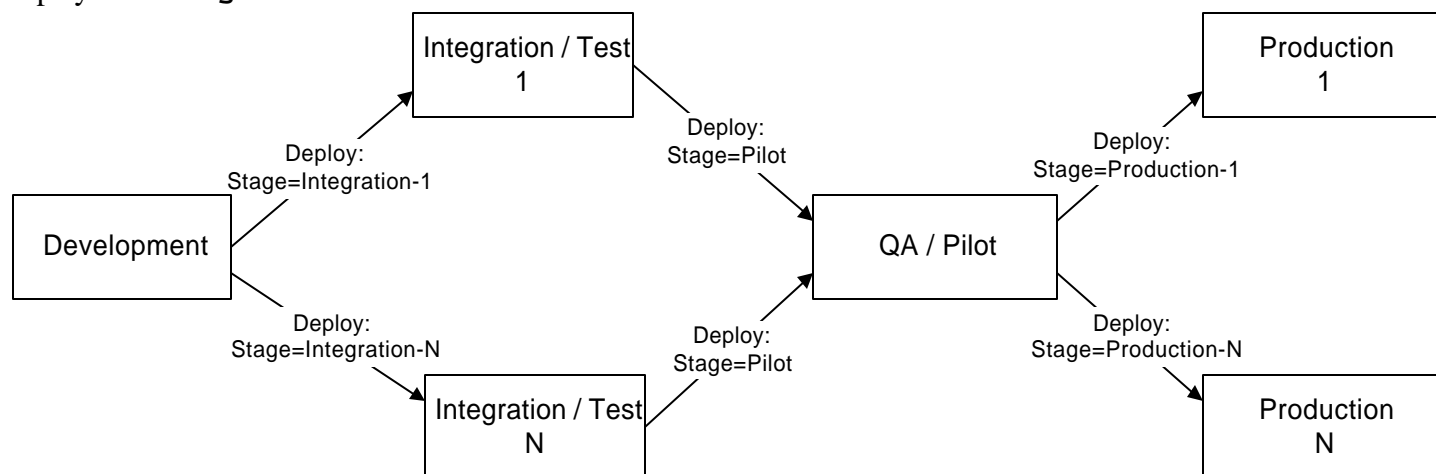 Integration / Test
1
Production
1
Deploy:
Stage=Pilot
Deploy:
Stage=Production-1
Deploy:
Stage=Integration-1
Development
QA / Pilot
Deploy:
Stage=Integration-N
Deploy:
Stage=Pilot
Deploy:
Stage=Production-N
Integration / Test
N
Production
N